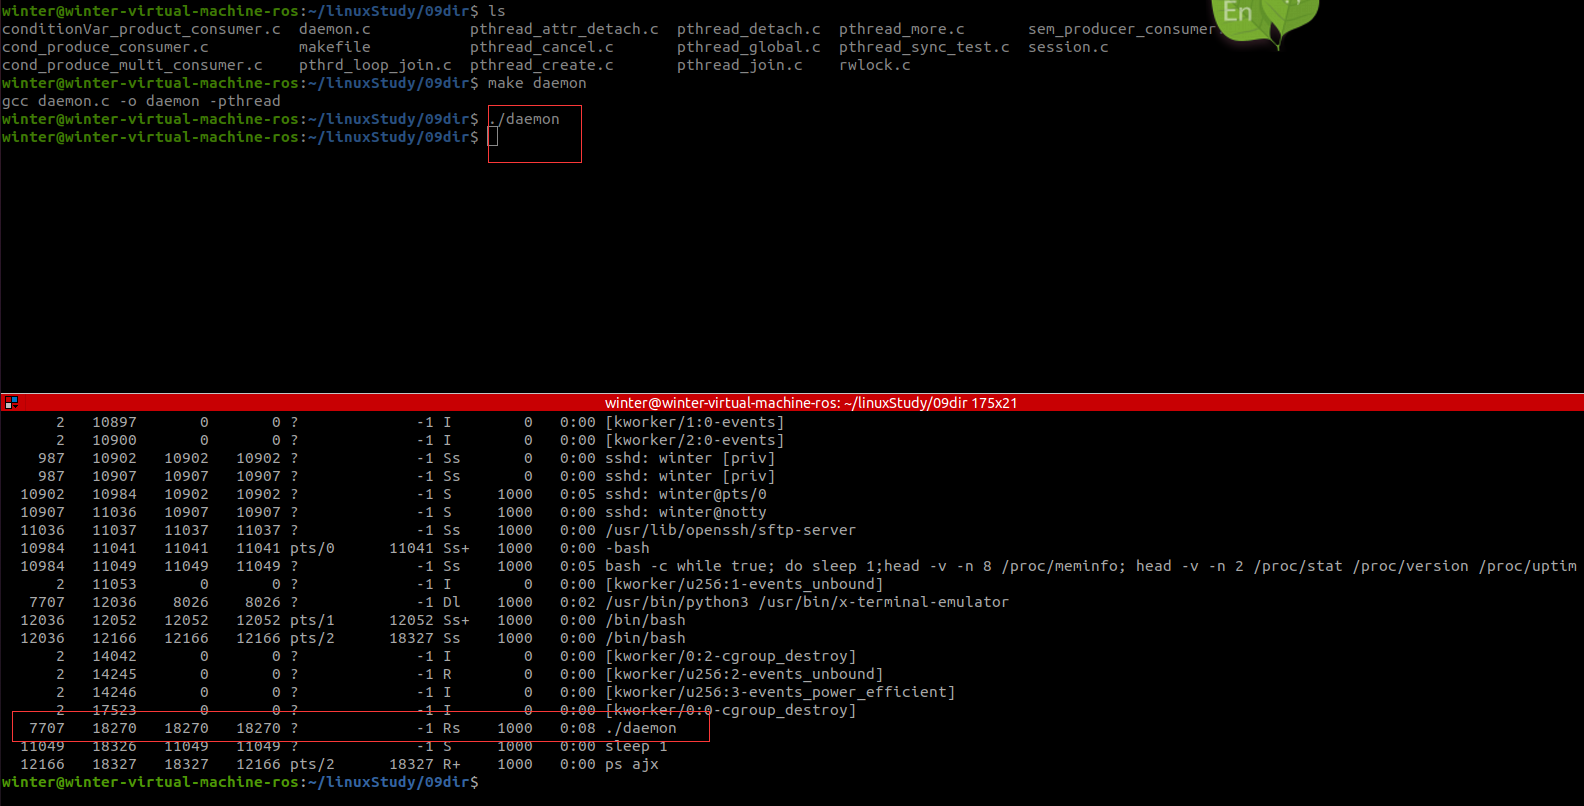 winter@winter-virtual-machine-ros:~/linuxStudy/09dir$ ls
En
conditionVar_product_consumer.c daemon.c pthread_attr_detach.c pthread_detach.c pthread_more.c sem_producer_consumer
cond_produce_consumer.c makefile pthread_cancel.c pthread_global.c pthread_sync_test.c session.c
cond_produce_multi_consumer.c pthrd_loop_join.c pthread_create.c pthread_join.c rwlock.c
winter@winter-virtual-machine-ros:~/linuxStudy/09dir$ make daemon
gcc daemon.c -o daemon -pthread
winter@winter-virtual-machine-ros:~/linuxStudy/09dir$ ./daemon
winter@winter-virtual-machine-ros:~/linuxStudy/09dir$
winter@winter-virtual-machine-ros: ~/linuxStudy/09dir 175x21
2 10897 0 0 ? -1 I 0 0:00 [kworker/1:0-events]
2 10900 0 0 ? -1 I 0 0:00 [kworker/2:0-events]
987 10902 10902 10902 ? -1 Ss 0 0:00 sshd: winter [priv]
987 10907 10907 10907 ? -1 Ss 0 0:00 sshd: winter [priv]
10902 10984 10902 10902 ? -1 S 1000 0:05 sshd: winter@pts/0
10907 11036 10907 10907 ? -1 S 1000 0:00 sshd: winter@notty
11036 11037 11037 11037 ? -1 Ss 1000 0:00 /usr/lib/openssh/sftp-server
10984 11041 11041 11041 pts/0 11041 Ss+ 1000 0:00 -bash
10984 11049 11049 11049 ? -1 Ss 1000 0:05 bash -c while true; do sleep 1;head -v -n 8 /proc/meminfo; head -v -n 2 /proc/stat /proc/version /proc/uptim
2 11053 0 0 ? -1 I 0 0:00 [kworker/u256:1-events_unbound]
7707 12036 8026 8026 ? -1 Dl 1000 0:02 /usr/bin/python3 /usr/bin/x-terminal-emulator
12036 12052 12052 12052 pts/1 12052 Ss+ 1000 0:00 /bin/bash
12036 12166 12166 12166 pts/2 18327 Ss 1000 0:00 /bin/bash
2 14042 0 0 ? -1 I 0 0:00 [kworker/0:2-cgroup_destroy]
2 14245 0 0 ? -1 R 0 0:00 [kworker/u256:2-events_unbound]
2 14246 0 0 ? -1 I 0 0:00 [kworker/u256:3-events_power_efficient]
2 17523 0 0 ? -1 I 0 0:00 [kworker/0:0-cgroup_destroy]
7707 18270 18270 18270 ? -1 Rs 1000 0:08 ./daemon
11049 18326 11049 11049 ? -1 S 1000 0:00 sleep 1
12166 18327 18327 12166 pts/2 18327 R+ 1000 0:00 ps ajx
winter@winter-virtual-machine-ros:~/linuxStudy/09dir$